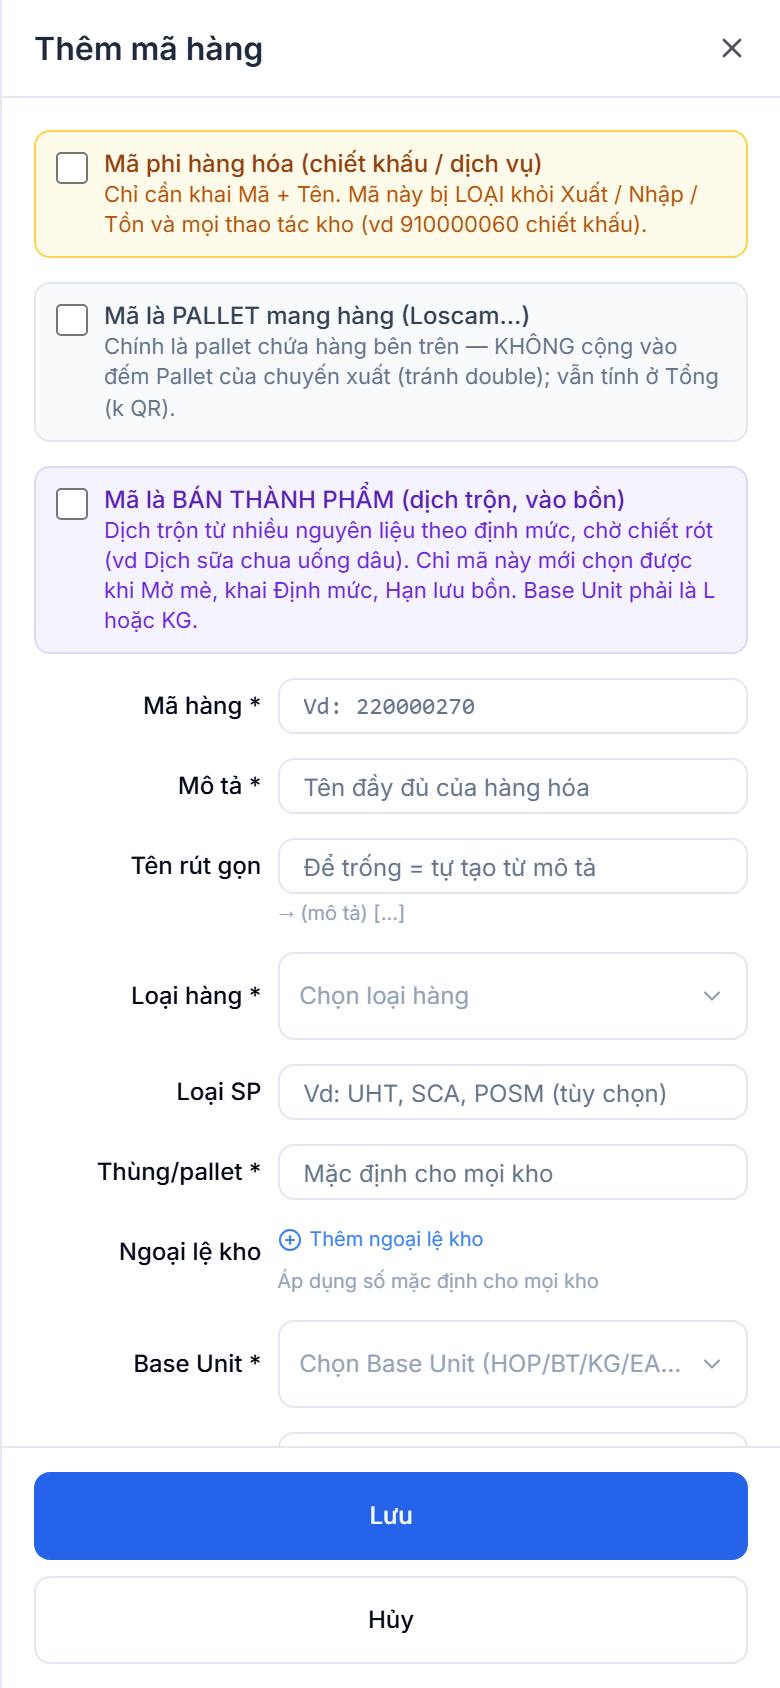 Thêm mã hàng
Mã phi hàng hóa (chiết khấu / dịch vụ)
Chỉ cần khai Mã + Tên. Mã này bị LOẠI khỏi Xuất / Nhập /
Tồn và mọi thao tác kho (vd 910000060 chiết khấu).
Mã là PALLET mang hàng (Loscam...)
Chính là pallet chứa hàng bên trên — KHÔNG cộng vào
đếm Pallet của chuyến xuất (tránh double); vẫn tính ở Tổng
(k QR).
Mã là BÁN THÀNH PHẨM (dịch trộn, vào bồn)
Dịch trộn từ nhiều nguyên liệu theo định mức, chờ chiết rót
(vd Dịch sữa chua uống dâu). Chỉ mã này mới chọn được
khi Mở mẻ, khai Định mức, Hạn lưu bồn. Base Unit phải là L
hoặc KG.
Mã hàng * Vd: 220000270
Mô tả * Tên đầy đủ của hàng hóa
Tên rút gọn Để trống = tự tạo từ mô tả
→ (mô tả) [...]
Loại hàng * Chọn loại hàng
Loại SP Vd: UHT, SCA, POSM (tùy chọn)
Thùng/pallet * Mặc định cho mọi kho
Ngoại lệ kho Thêm ngoại lệ kho
Áp dụng số mặc định cho mọi kho
Base Unit * Chọn Base Unit (HOP/BT/KG/EA...
Lưu
Hủy